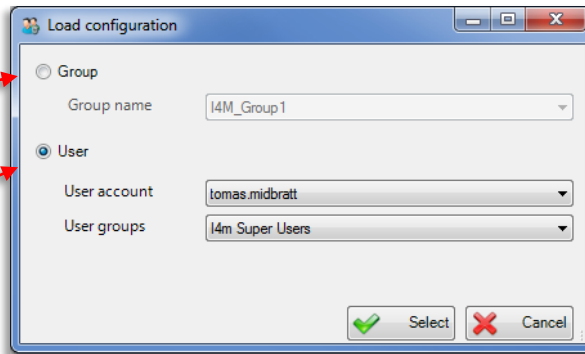 Load configuration
Group
Group name I4M_Group1
User
User account tomas.midbratt
User groups I4m Super Users
Select Cancel